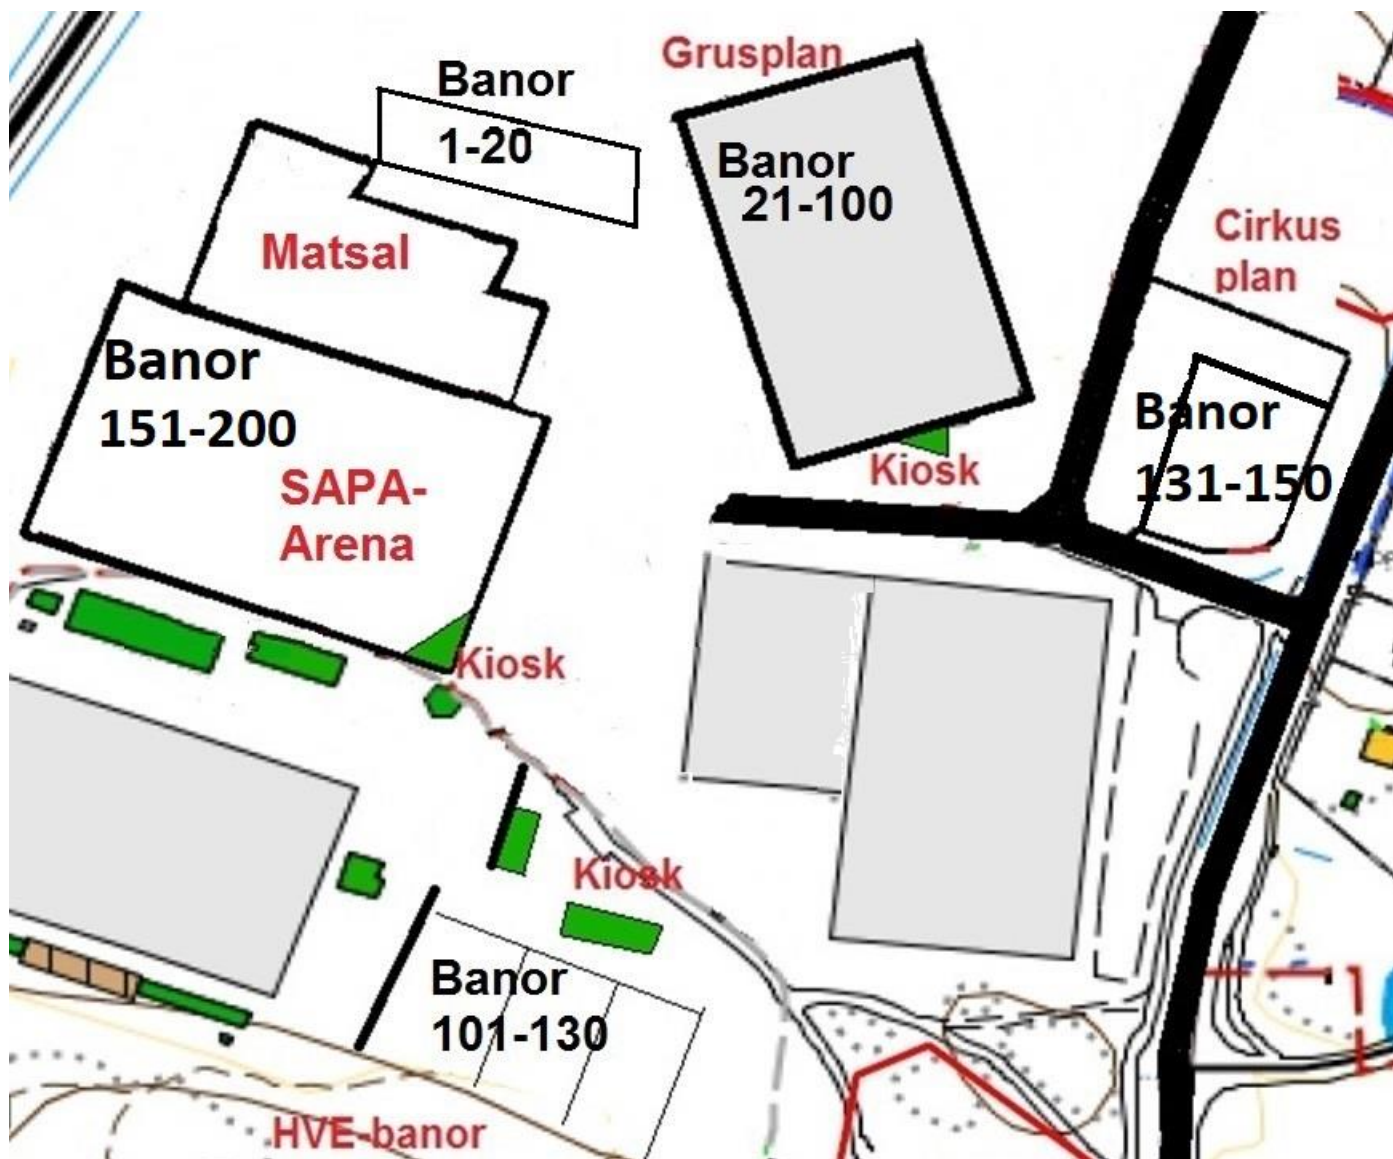 Grusplan
Banor
1-20
Banor
21-100
Matsal
Cirkus
plan
Banor
151-200
SAPA-
Arena
Banor
131-150
Kiosk
Kiosk
Kiosk
Banor
101-130
HVE-banor